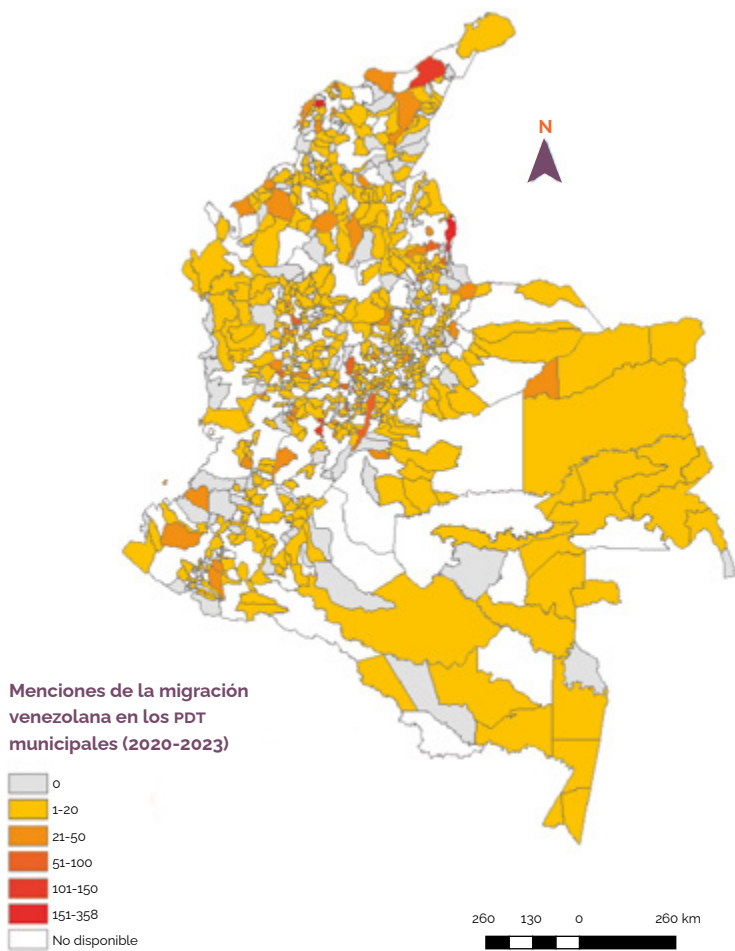 N
Menciones de la migración
venezolana en los PDT
municipales (2020-2023)
0
1-20
21-50
51-100
101-150
151-358
No disponible
260 130 0 260 km